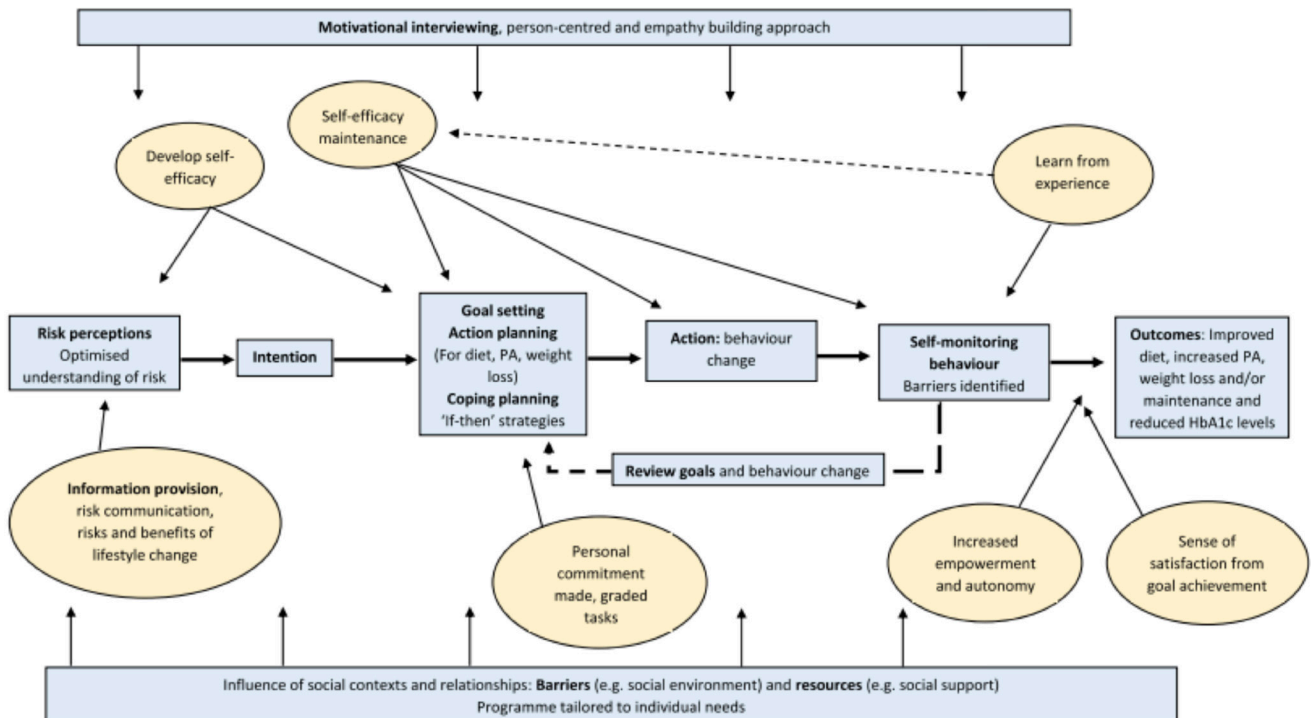 Motivational interviewing, person-centred and empathy building approach
Self-efficacy
maintenance
Develop self-
efficacy
Learn from
experience
Risk perceptions
Optimised
understanding of risk
Intention
Goal setting
Action planning
(For diet, PA, weight
loss)
Coping planning
'If-then' strategies
Action: behaviour
change
Self-monitoring
behaviour
Barriers identified
Outcomes: Improved
diet, increased PA,
weight loss and/or
maintenance and
reduced HbA1c levels
Review goals and behaviour change
Information provision,
risk communication,
risks and benefits of
lifestyle change
Personal
commitment
made, graded
tasks
Increased
empowerment
and autonomy
Sense of
satisfaction from
goal achievement
Influence of social contexts and relationships: Barriers (e.g. social environment) and resources (e.g. social support)
Programme tailored to individual needs